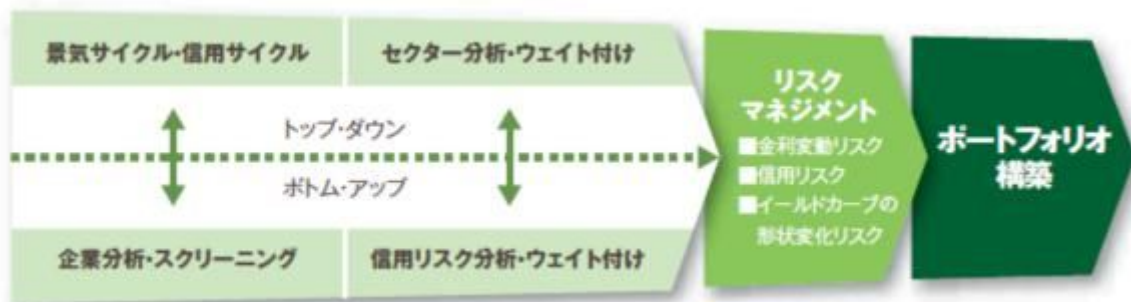 景気サイクル・信用サイクル
セクター分析・ウェイト付け
トップ・ダウン
ボトム・アップ
企業分析・スクリーニング
信用リスク分析・ウェイト付け
リスク
マネジメント
■金利変動リスク
■信用リスク
■イールドカーブの
形状変化リスク
ポートフォリオ
構築